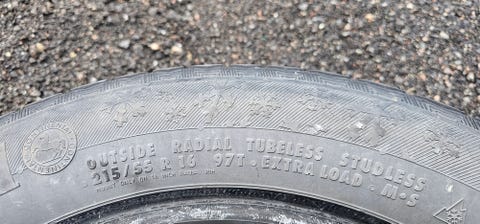 OUTSIDE RADIAL TUBELESS STUDLESS
215/55 R 16 97T · EXTRA LOAD · M·S